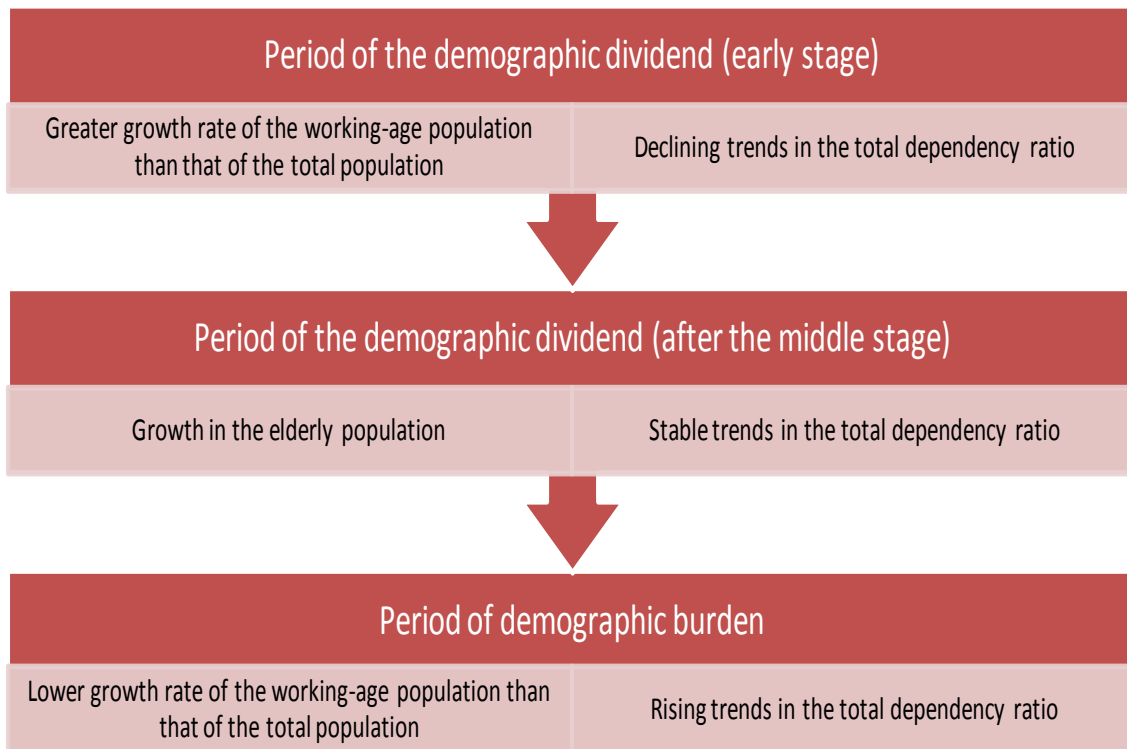 Period of the demographic dividend (early stage)
Greater growth rate of the working-age population
than that of the total population
Declining trends in the total dependency ratio
Period of the demographic dividend (after the middle stage)
Growth in the elderly population
Stable trends in the total dependency ratio
Period of demographic burden
Lower growth rate of the working-age population than
that of the total population
Rising trends in the total dependency ratio